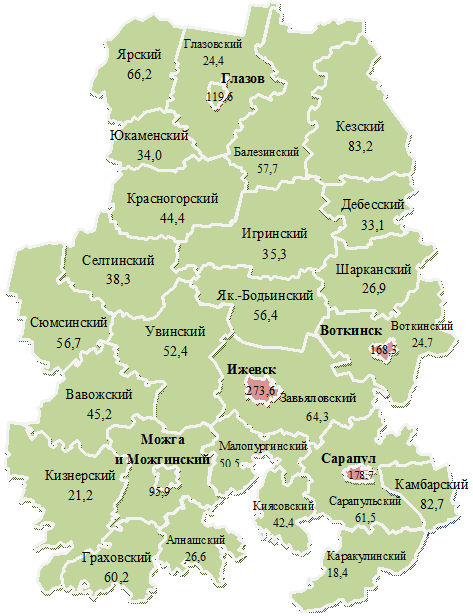 Ярский
66,2
Глазовский
24,4
Глазов
119,6
Юкаменский
34,0
Балезинский
57,7
Кезский
83,2
Красногорский
44,4
Дебесский
33,1
Игринский
35,3
Селтинский
38,3
Шарканский
26,9
Як.-Бодьинский
56,4
Сюмсинский
56,7
Увинский
52,4
Воткинск
168,3
Воткинский
24,7
Ижевск
273,6
Завьяловский
64,3
Вавожский
45,2
Можга
и Можгинский
95,9
Малопургинский
50,5
Сарапул
178,7
Кизнерский
21,2
Киясовский
42,4
Сарапульский
61,5
Камбарский
82,7
Алнашский
26,6
Граховский
60,2
Каракулинский
18,4